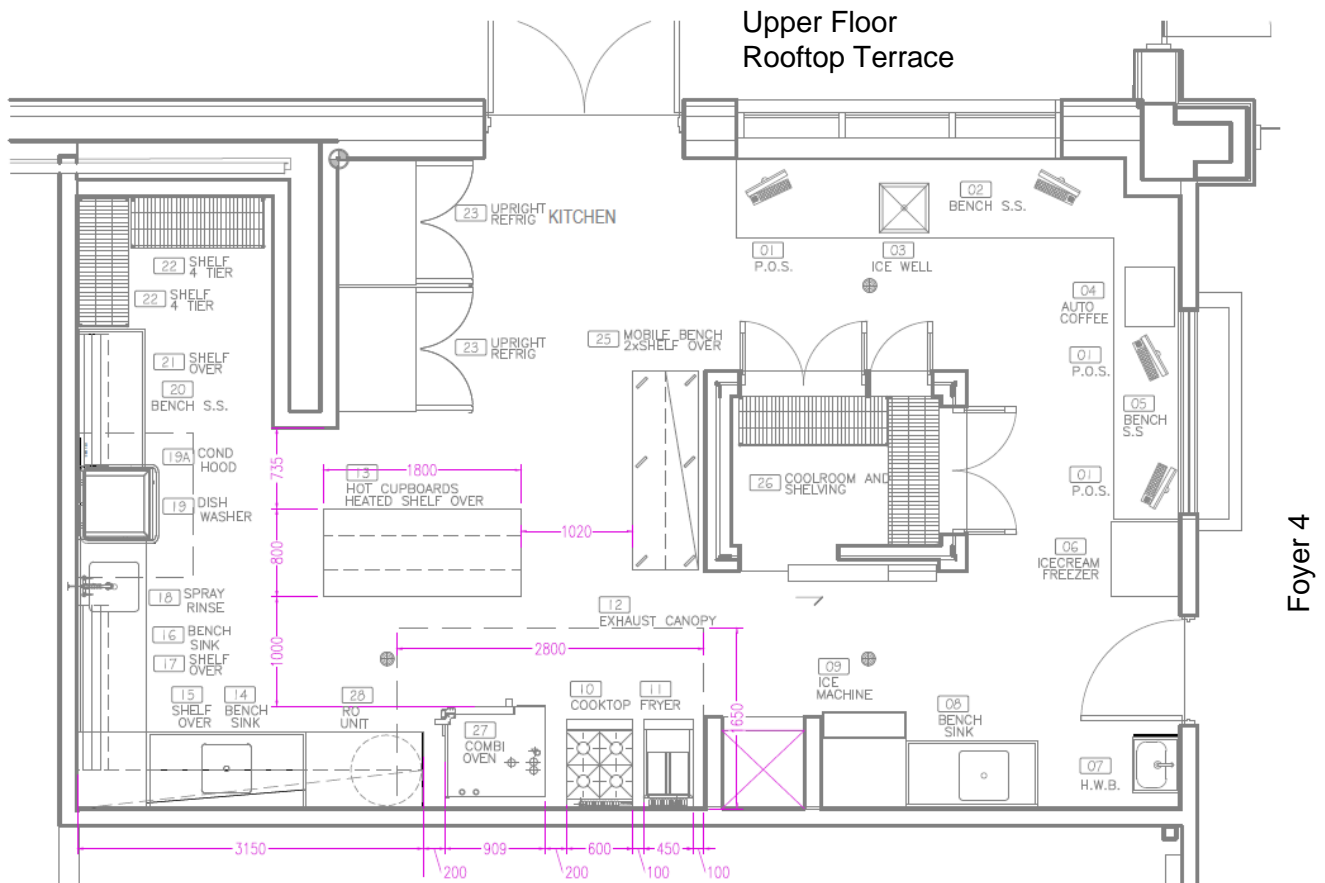 Upper Floor
Rooftop Terrace
23 UPRIGHT
REFRIG
KITCHEN
02
BENCH S.S.
01
P.O.S.
03
ICE WELL
22 SHELF
4 TIER
22 SHELF
4 TIER
04
AUTO
COFFEE
23 UPRIGHT
REFRIG
25 MOBILE BENCH
2xSHELF OVER
21 SHELF
OVER
20
BENCH S.S.
01
P.O.S.
05
BENCH
S.S
19A COND
HOOD
735
1800
13
HOT CUPBOARDS
HEATED SHELF OVER
26 COOLROOM AND
SHELVING
01
P.O.S.
19 DISH
WASHER
800
1020
06
ICECREAM
FREEZER
Foyer 4
18 SPRAY
RINSE
12
EXHAUST CANOPY
16 BENCH
SINK
17 SHELF
OVER
1000
2800
1650
15
SHELF
OVER
14
BENCH
SINK
28
RO
UNIT
10
COOKTOP
11
FRYER
09
ICE
MACHINE
08
BENCH
SINK
27
COMBI
OVEN
07
H.W.B.
3150
200
909
200
600
100
450
100